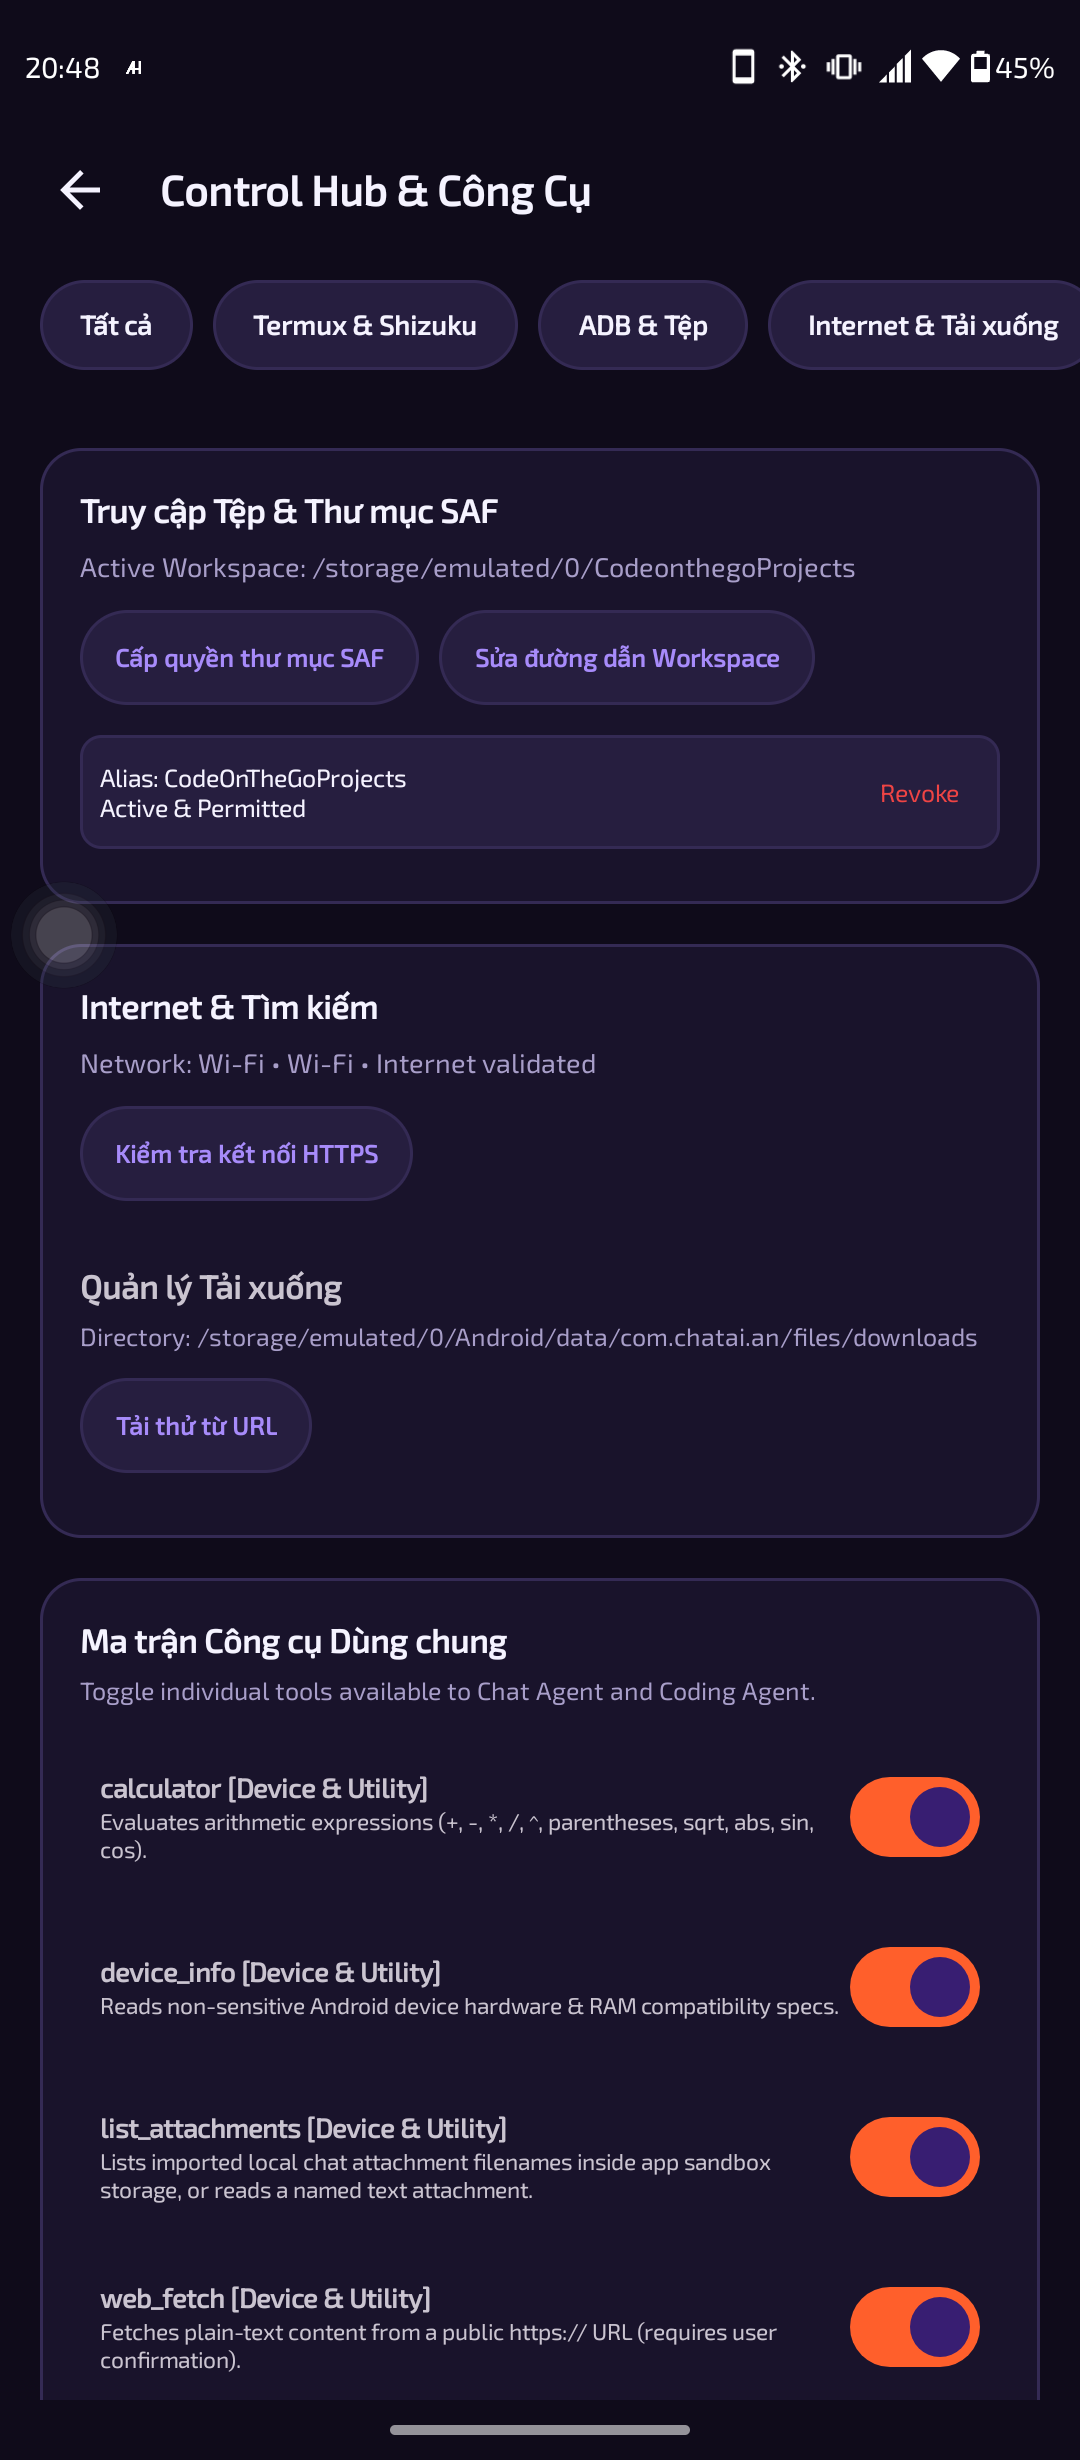 20:48
45%
Control Hub & Công Cụ
Tất cả
Termux & Shizuku
ADB & Tệp
Internet & Tải xuống
Truy cập Tệp & Thư mục SAF
Active Workspace: /storage/emulated/0/CodeonthegoProjects
Cấp quyền thư mục SAF
Sửa đường dẫn Workspace
Alias: CodeOnTheGoProjects
Active & Permitted
Revoke
Internet & Tìm kiếm
Network: Wi-Fi • Wi-Fi • Internet validated
Kiểm tra kết nối HTTPS
Quản lý Tải xuống
Directory: /storage/emulated/0/Android/data/com.chatai.an/files/downloads
Tải thử từ URL
Ma trận Công cụ Dùng chung
Toggle individual tools available to Chat Agent and Coding Agent.
calculator [Device & Utility]
Evaluates arithmetic expressions (+, -, *, /, ^, parentheses, sqrt, abs, sin,
cos).
device_info [Device & Utility]
Reads non-sensitive Android device hardware & RAM compatibility specs.
list_attachments [Device & Utility]
Lists imported local chat attachment filenames inside app sandbox
storage, or reads a named text attachment.
web_fetch [Device & Utility]
Fetches plain-text content from a public https:// URL (requires user
confirmation).